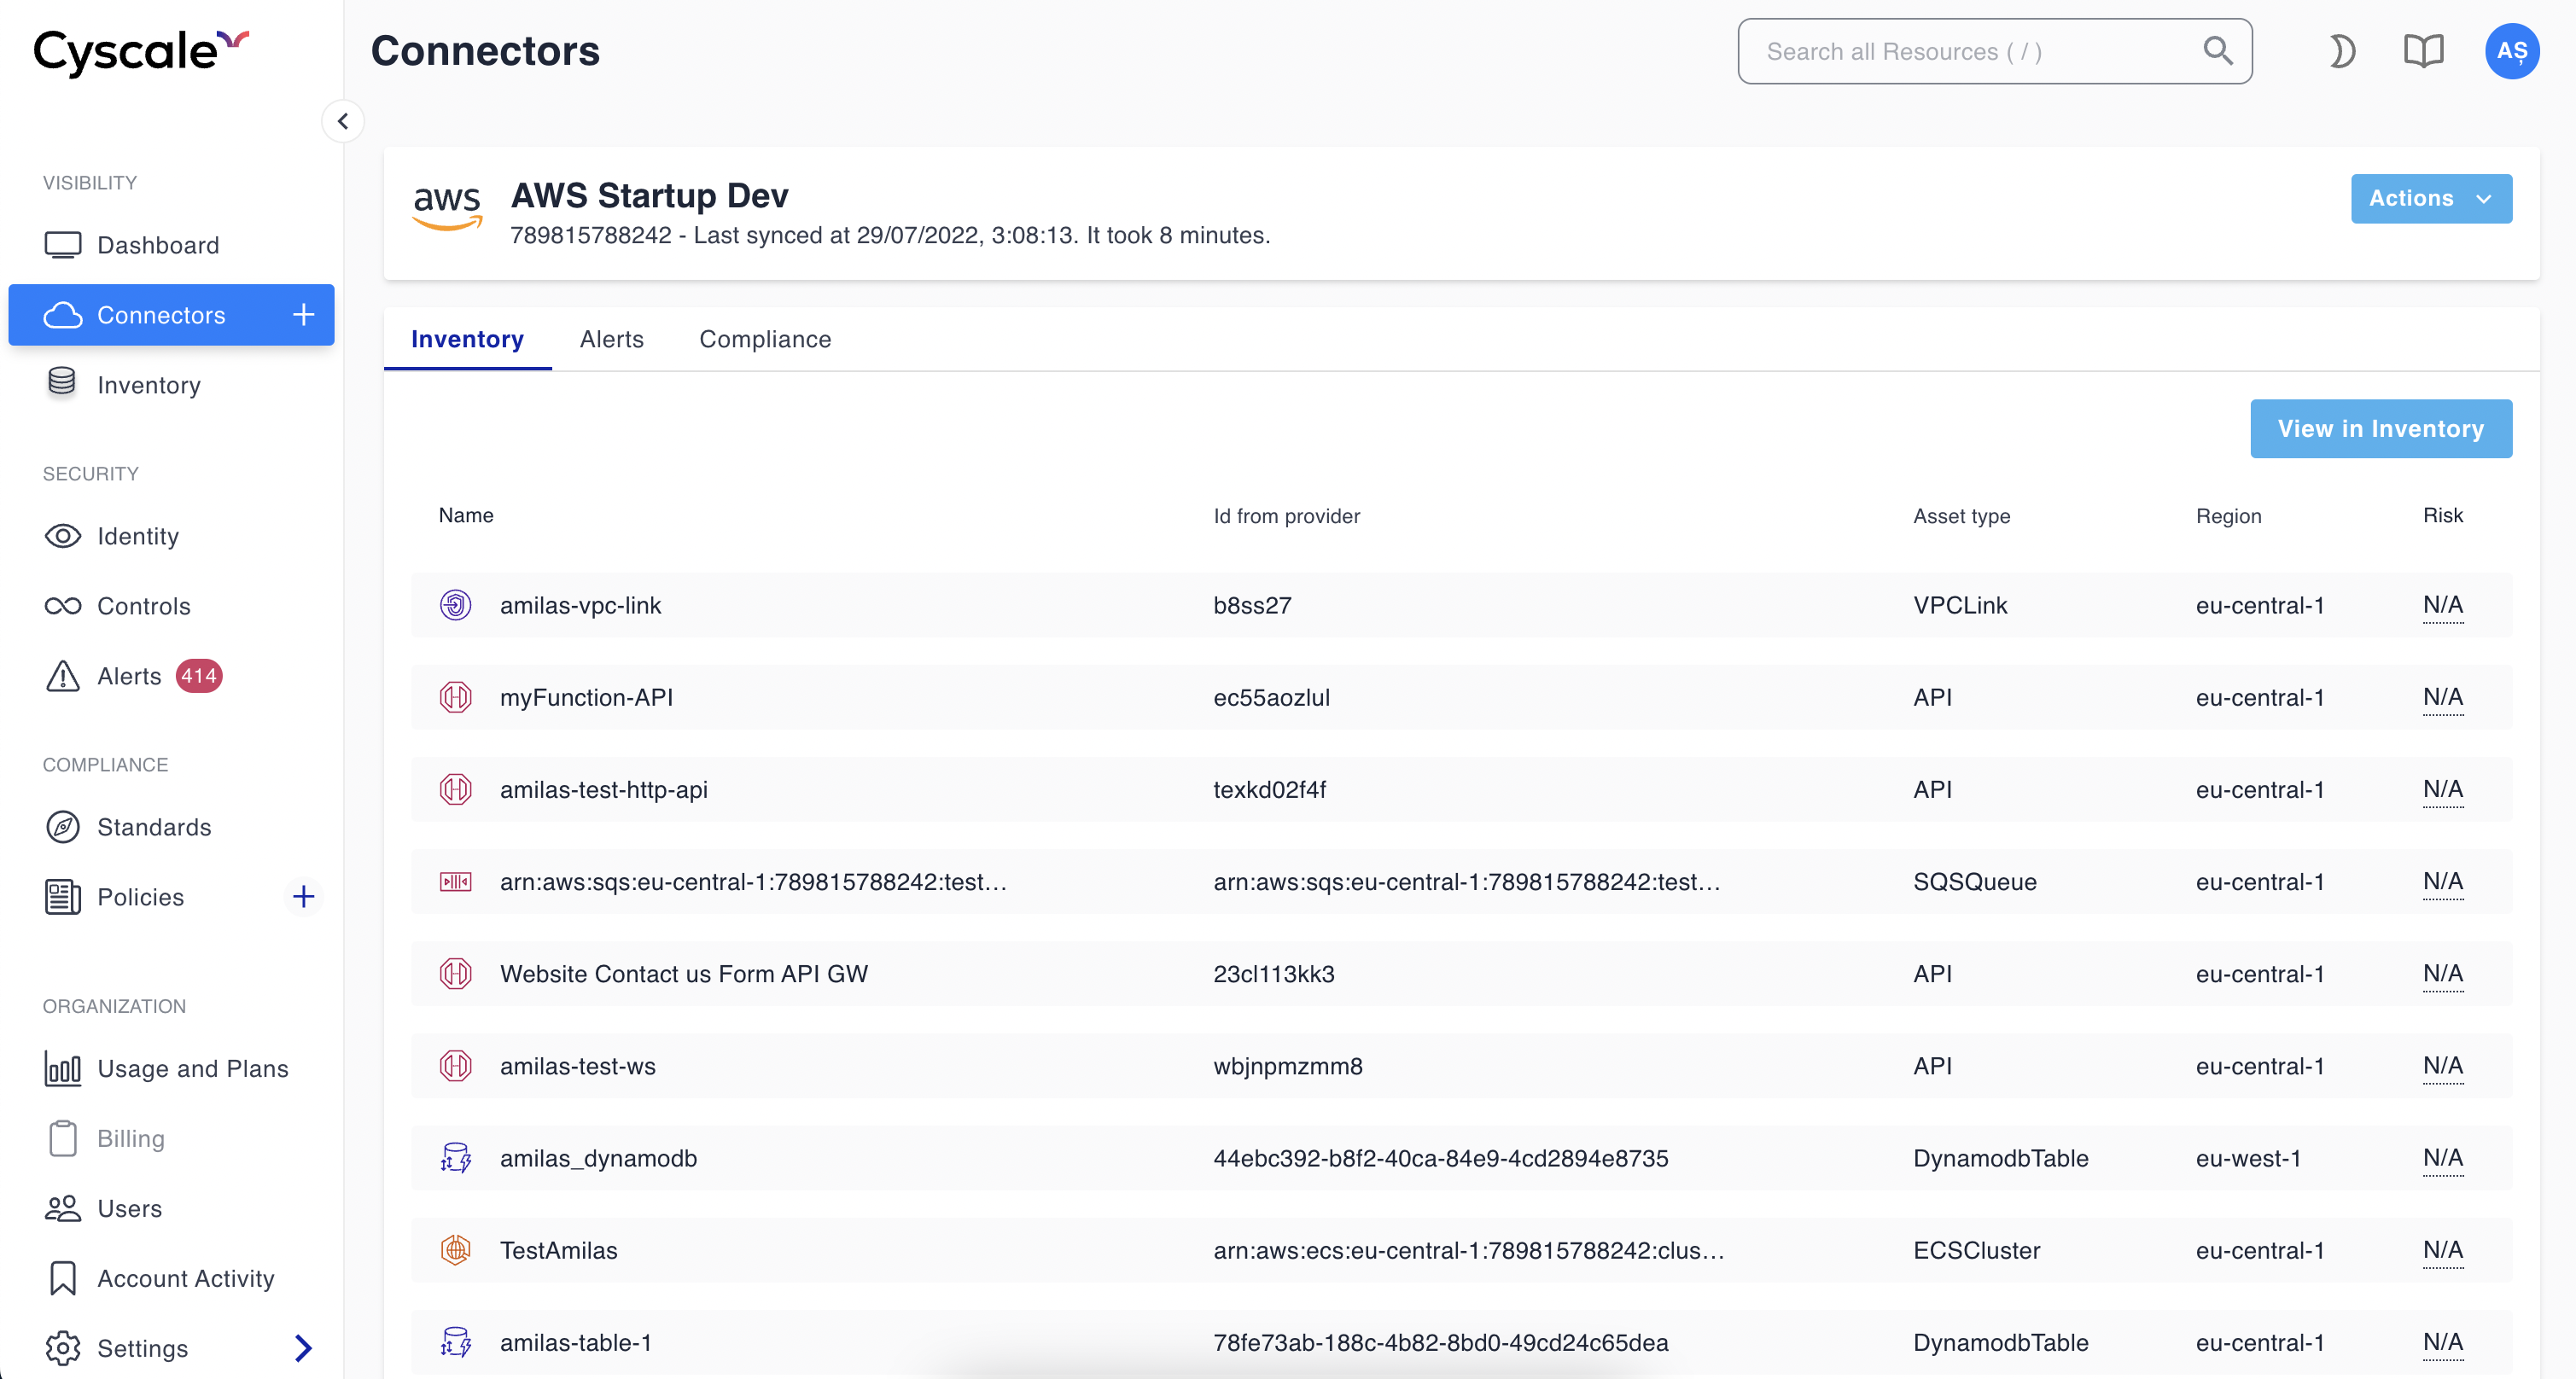 Cyscale
Connectors
Search all Resources ( / )
AȘ
VISIBILITY
Dashboard
Connectors
Inventory
SECURITY
Identity
Controls
Alerts 414
COMPLIANCE
Standards
Policies
ORGANIZATION
Usage and Plans
Billing
Users
Account Activity
Settings
aws
AWS Startup Dev
789815788242 - Last synced at 29/07/2022, 3:08:13. It took 8 minutes.
Actions
Inventory Alerts Compliance
View in Inventory
Name Id from provider Asset type Region Risk
amilas-vpc-link b8ss27 VPCLink eu-central-1 N/A
myFunction-API ec55aozlul API eu-central-1 N/A
amilas-test-http-api texkd02f4f API eu-central-1 N/A
arn:aws:sqs:eu-central-1:789815788242:test... arn:aws:sqs:eu-central-1:789815788242:test... SQSQueue eu-central-1 N/A
Website Contact us Form API GW 23cl113kk3 API eu-central-1 N/A
amilas-test-ws wbjnpmzmm8 API eu-central-1 N/A
amilas_dynamodb 44ebc392-b8f2-40ca-84e9-4cd2894e8735 DynamodbTable eu-west-1 N/A
TestAmilas arn:aws:ecs:eu-central-1:789815788242:clus... ECSCluster eu-central-1 N/A
amilas-table-1 78fe73ab-188c-4b82-8bd0-49cd24c65dea DynamodbTable eu-central-1 N/A